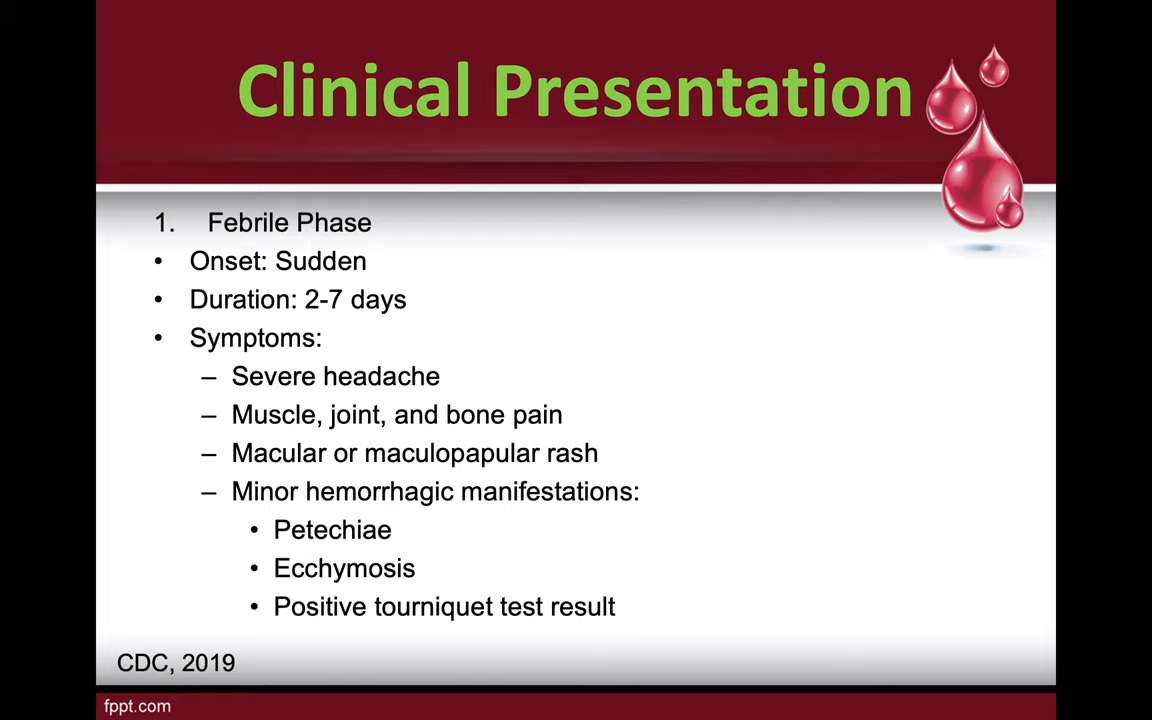 Clinical Presentation
1. Febrile Phase
• Onset: Sudden
• Duration: 2-7 days
• Symptoms:
– Severe headache
– Muscle, joint, and bone pain
– Macular or maculopapular rash
– Minor hemorrhagic manifestations:
• Petechiae
• Ecchymosis
• Positive tourniquet test result
CDC, 2019
fppt.com